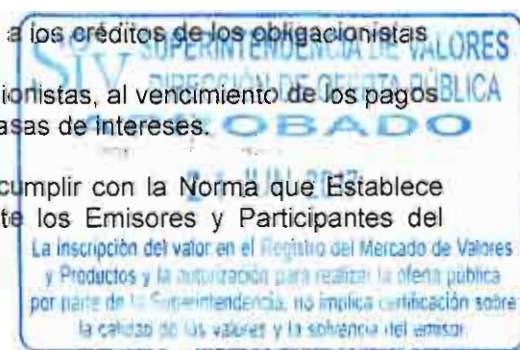 a los créditos de los obligacionistas
SIV SUPERINTENDENCIA DE VALORES
DIRECCIÓN DE OFERTA PÚBLICA
ionistas, al vencimiento de los pagos
APROBADO
asas de intereses.
JUN 2017
cumplir con la Norma que Establece
te los Emisores y Participantes del
La inscripción del valor en el Registro del Mercado de Valores
y Productos y la autorización para realizar la oferta pública
por parte de la Superintendencia, no implica certificación sobre
la calidad de los valores y la solvencia del emisor.